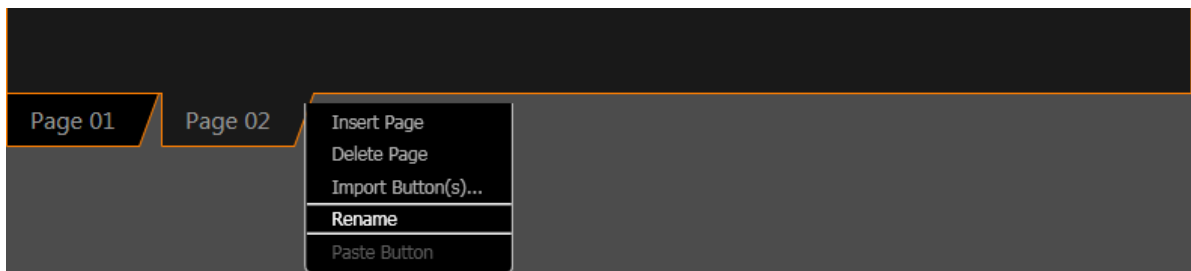 Page 01
Page 02
Insert Page
Delete Page
Import Button(s)...
Rename
Paste Button